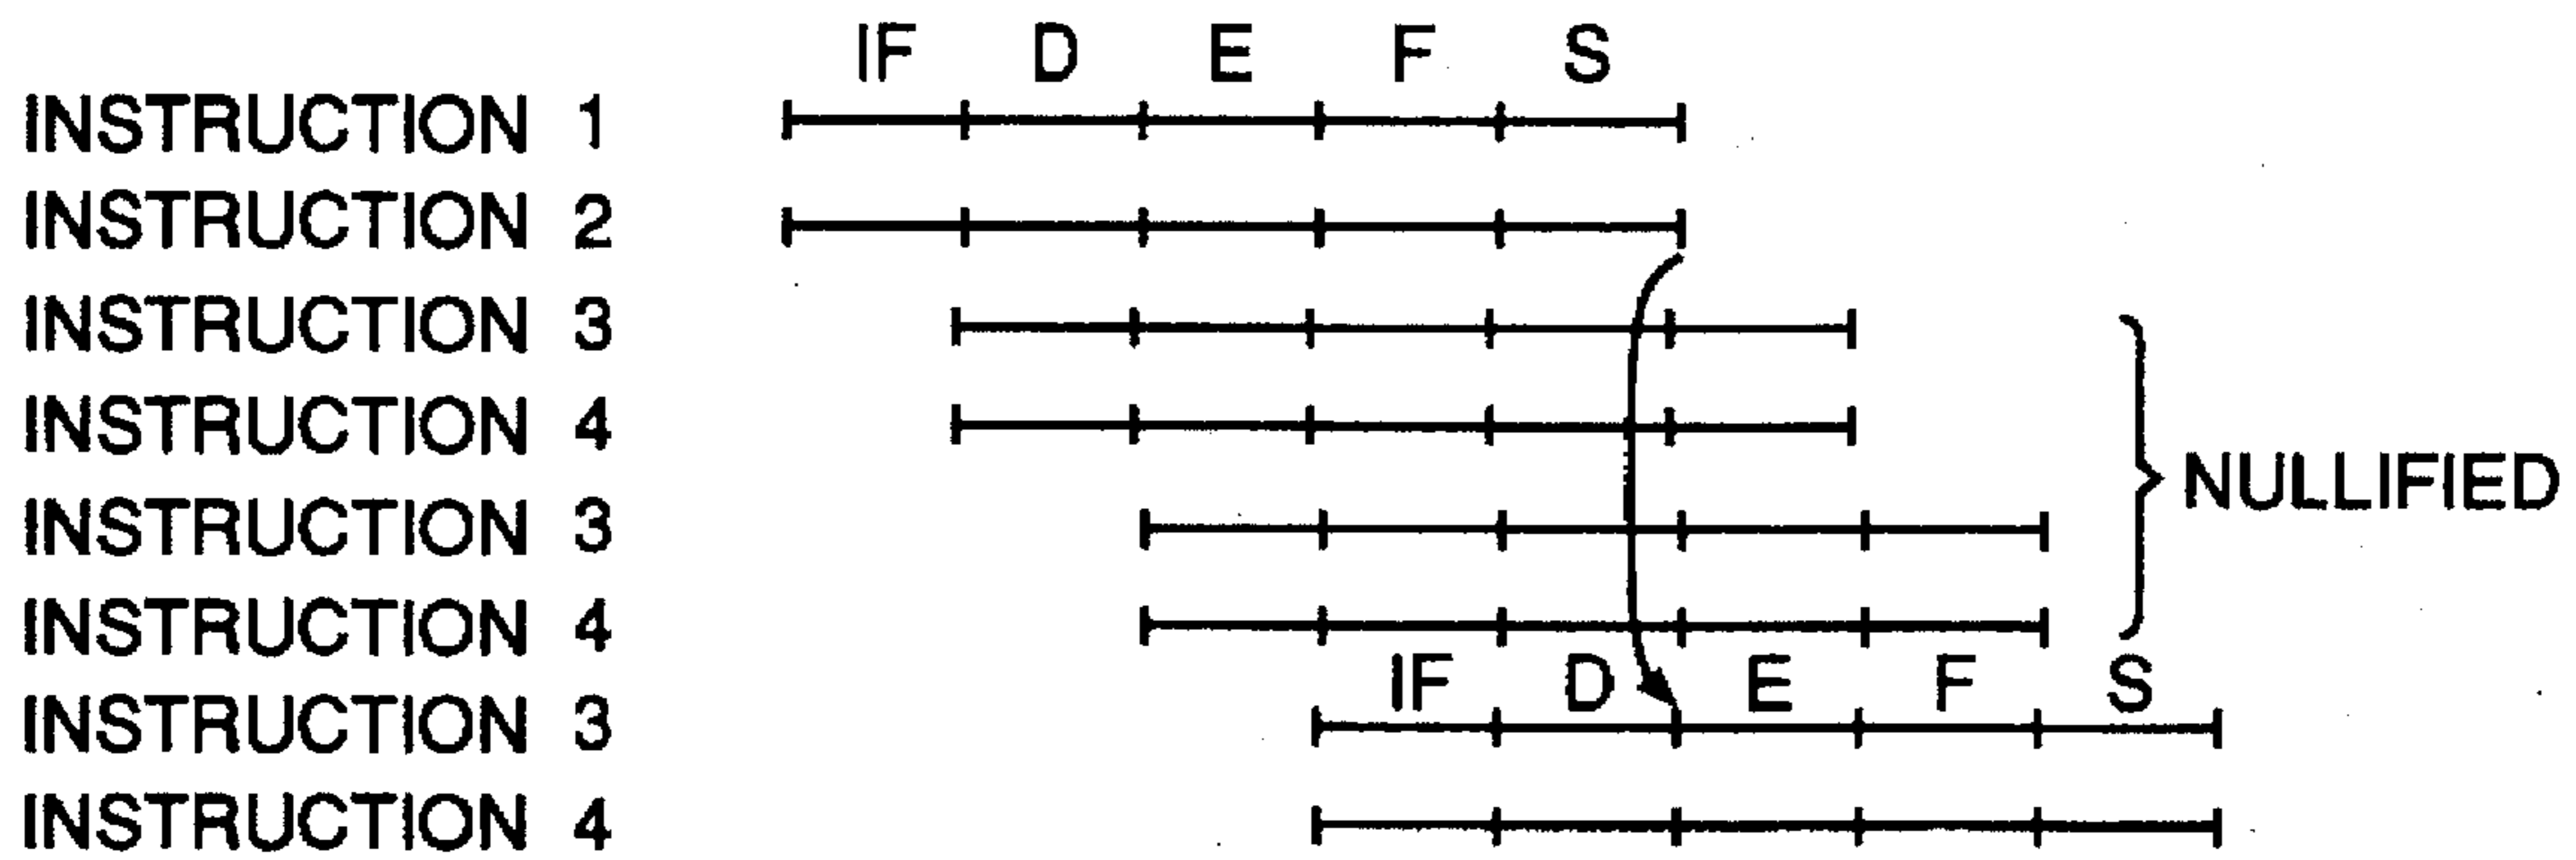 IF D E F S
INSTRUCTION 1
INSTRUCTION 2
INSTRUCTION 3
INSTRUCTION 4
INSTRUCTION 3
NULLIFIED
INSTRUCTION 4
IF D E F S
INSTRUCTION 3
INSTRUCTION 4